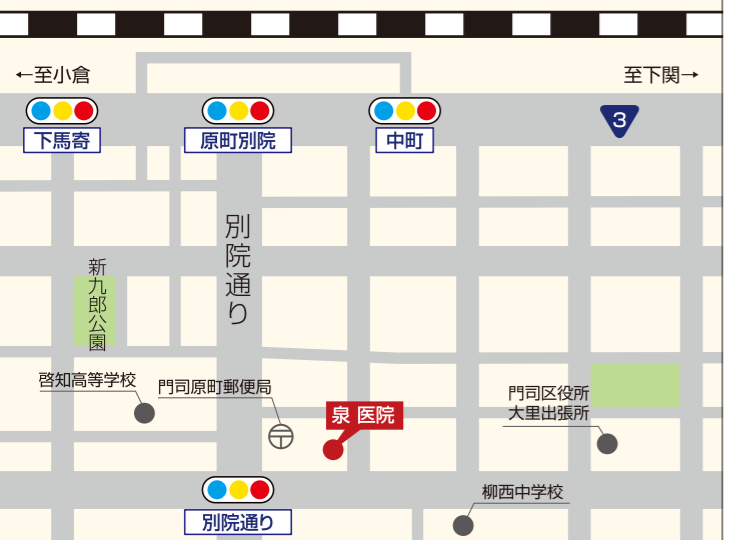 ←至小倉
至下関→
3
下馬寄
原町別院
中町
別院通り
新九郎公園
啓知高等学校
門司原町郵便局
泉 医院
門司区役所
大里出張所
柳西中学校
別院通り